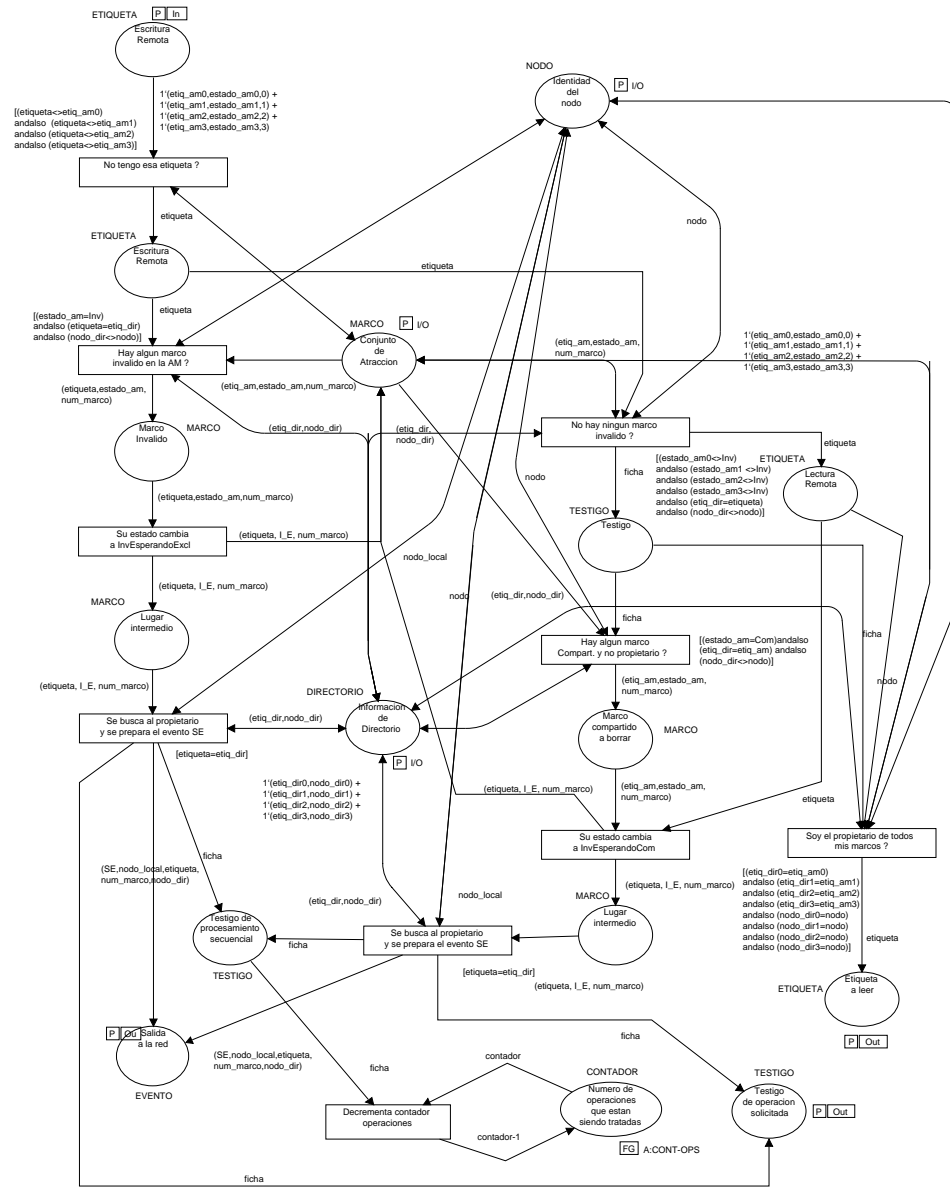 ETIQUETA
P In
Escritura
Remota
1'(etiq_am0,estado_am0,0) +
1'(etiq_am1,estado_am1,1) +
1'(etiq_am2,estado_am2,2) +
1'(etiq_am3,estado_am3,3)
[(etiqueta<>etiq_am0)
andalso (etiqueta<>etiq_am1)
andalso (etiqueta<>etiq_am2)
andalso (etiqueta<>etiq_am3)]
NODO
Identidad
del
nodo
P I/O
No tengo esa etiqueta ?
etiqueta
nodo
ETIQUETA
Escritura
Remota
etiqueta
etiqueta
[(estado_am=Inv)
andalso (etiqueta=etiq_dir)
andalso (nodo_dir<>nodo)]
MARCO
P I/O
Conjunto
de
Atraccion
Hay algun marco
invalido en la AM ?
(etiq_am,estado_am,
num_marco)
1'(etiq_am0,estado_am0,0) +
1'(etiq_am1,estado_am1,1) +
1'(etiq_am2,estado_am2,2) +
1'(etiq_am3,estado_am3,3)
(etiqueta,estado_am,
num_marco)
(etiq_am,estado_am,num_marco)
MARCO
Marco
Invalido
(etiq_dir,nodo_dir)
(etiq_dir,
nodo_dir)
No hay ningun marco
invalido ?
etiqueta
[(estado_am0<>Inv)
andalso (estado_am1 <>Inv)
andalso (estado_am2<>Inv)
andalso (estado_am3<>Inv)
andalso (etiq_dir=etiqueta)
andalso (nodo_dir<>nodo)]
ETIQUETA
Lectura
Remota
ficha
nodo
(etiqueta,estado_am,num_marco)
TESTIGO
Testigo
Su estado cambia
a InvEsperandoExcl
(etiqueta, I_E, num_marco)
nodo_local
nodo
(etiqueta, I_E, num_marco)
(etiq_dir,nodo_dir)
MARCO
Lugar
intermedio
ficha
ficha
nodo
Hay algun marco
Compart. y no propietario ?
[(estado_am=Com)andalso
(etiq_dir=etiq_am) andalso
(nodo_dir<>nodo)]
(etiqueta, I_E, num_marco)
(etiq_am,estado_am,
num_marco)
DIRECTORIO
Informacion
de
Directorio
Se busca al propietario
y se prepara el evento SE
(etiq_dir,nodo_dir)
Marco
compartido
a borrar
MARCO
[etiqueta=etiq_dir]
P I/O
1'(etiq_dir0,nodo_dir0) +
1'(etiq_dir1,nodo_dir1) +
1'(etiq_dir2,nodo_dir2) +
1'(etiq_dir3,nodo_dir3)
(etiqueta, I_E, num_marco)
(etiq_am,estado_am,
num_marco)
etiqueta
Su estado cambia
a InvEsperandoCom
Soy el propietario de todos
mis marcos ?
ficha
(SE,nodo_local,etiqueta,
num_marco,nodo_dir)
(etiq_dir,nodo_dir)
nodo_local
(etiqueta, I_E, num_marco)
MARCO
Lugar
intermedio
[(etiq_dir0=etiq_am0)
andalso (etiq_dir1=etiq_am1)
andalso (etiq_dir2=etiq_am2)
andalso (etiq_dir3=etiq_am3)
andalso (nodo_dir0=nodo)
andalso (nodo_dir1=nodo)
andalso (nodo_dir2=nodo)
andalso (nodo_dir3=nodo)]
etiqueta
Testigo de
procesamiento
secuencial
TESTIGO
ficha
Se busca al propietario
y se prepara el evento SE
[etiqueta=etiq_dir]
(etiqueta, I_E, num_marco)
ETIQUETA
Etiqueta
a leer
P Out
P Ou
Salida
a la red
EVENTO
(SE,nodo_local,etiqueta,
num_marco,nodo_dir)
ficha
ficha
contador
CONTADOR
Numero de
operaciones
que estan
siendo tratadas
FG A:CONT-OPS
TESTIGO
Testigo
de operacion
solicitada
P Out
Decrementa contador
operaciones
contador-1
ficha